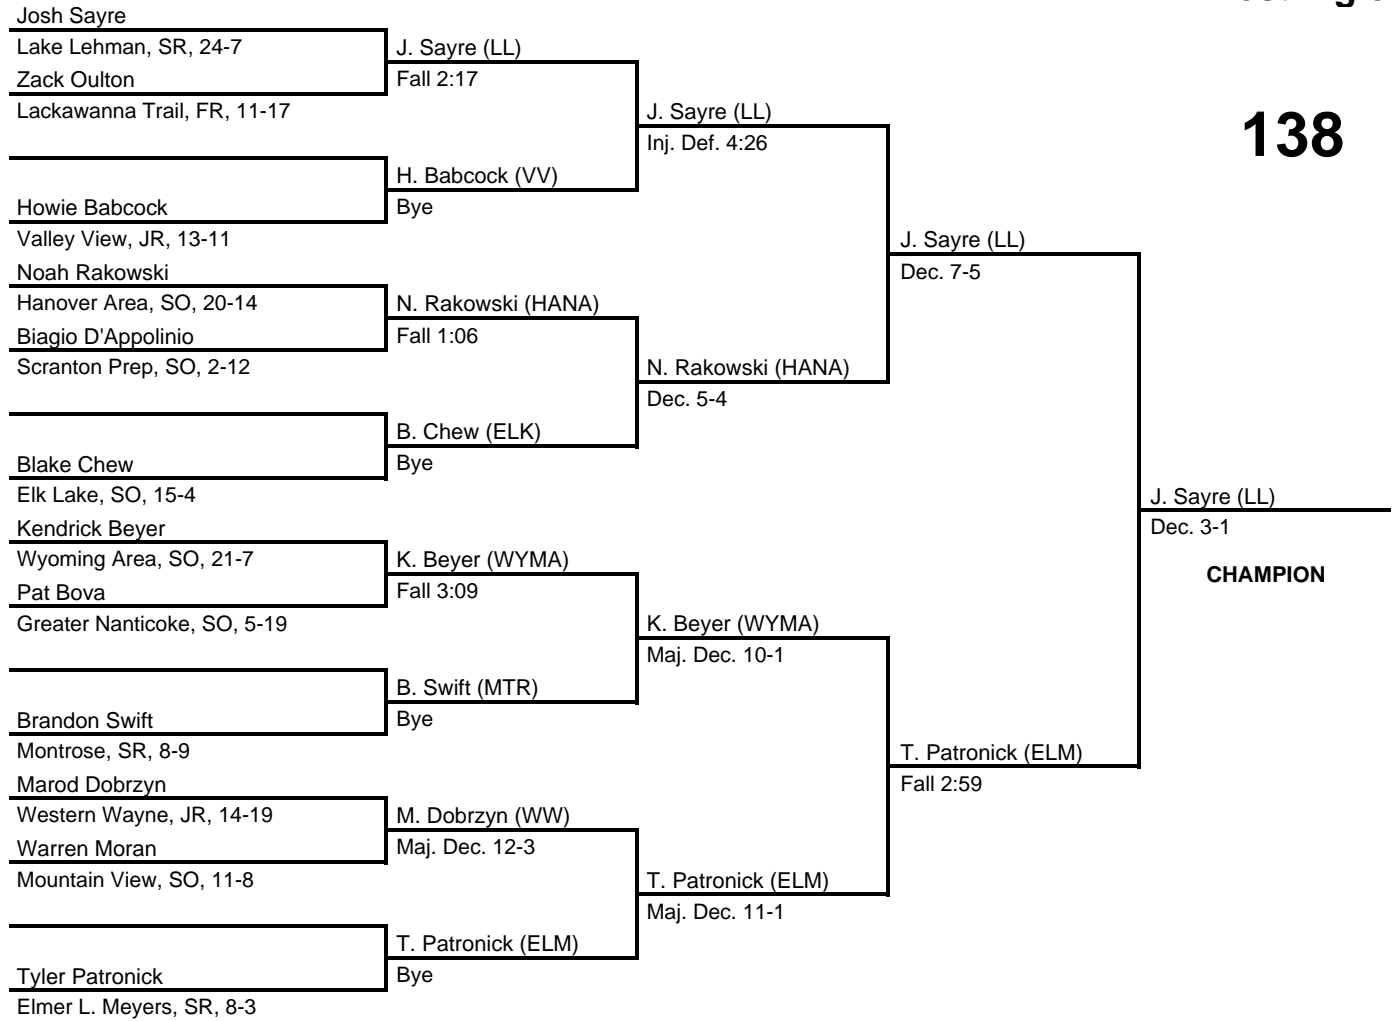 Josh Sayre
Lake Lehman, SR, 24-7
Zack Oulton
Lackawanna Trail, FR, 11-17
Howie Babcock
Valley View, JR, 13-11
Noah Rakowski
Hanover Area, SO, 20-14
Biagio D'Appolinio
Scranton Prep, SO, 2-12
Blake Chew
Elk Lake, SO, 15-4
Kendrick Beyer
Wyoming Area, SO, 21-7
Pat Bova
Greater Nanticoke, SO, 5-19
Brandon Swift
Montrose, SR, 8-9
Marod Dobrzyn
Western Wayne, JR, 14-19
Warren Moran
Mountain View, SO, 11-8
Tyler Patronick
Elmer L. Meyers, SR, 8-3
J. Sayre (LL)
Fall 2:17
H. Babcock (VV)
Bye
N. Rakowski (HANA)
Fall 1:06
B. Chew (ELK)
Bye
K. Beyer (WYMA)
Fall 3:09
B. Swift (MTR)
Bye
M. Dobrzyn (WW)
Maj. Dec. 12-3
T. Patronick (ELM)
Bye
J. Sayre (LL)
Inj. Def. 4:26
N. Rakowski (HANA)
Dec. 5-4
K. Beyer (WYMA)
Maj. Dec. 10-1
T. Patronick (ELM)
Maj. Dec. 11-1
J. Sayre (LL)
Dec. 7-5
T. Patronick (ELM)
Fall 2:59
138
J. Sayre (LL)
Dec. 3-1
CHAMPION